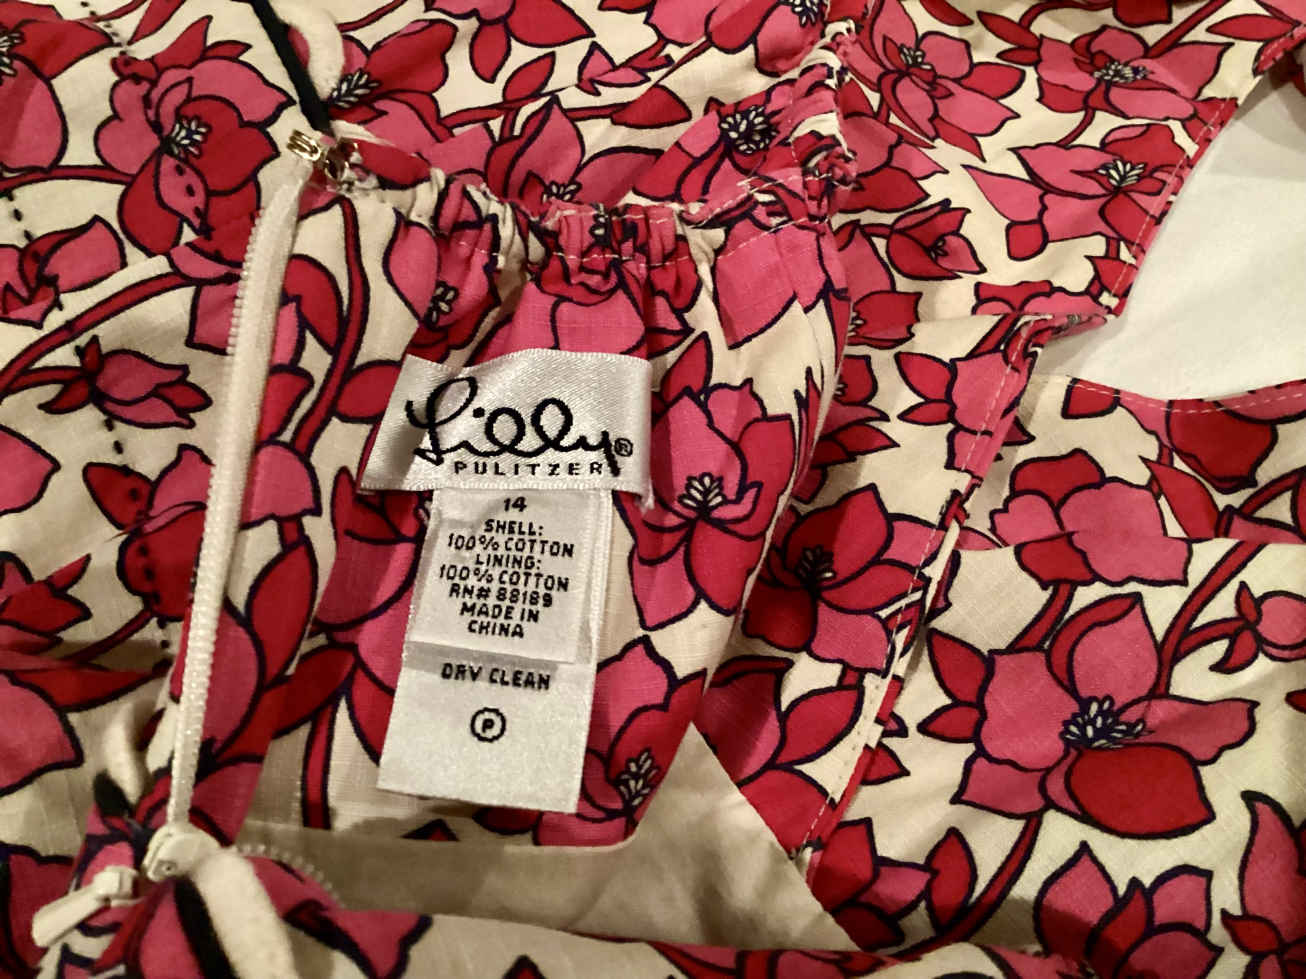 Lilly®
PULITZER
14
SHELL:
100% COTTON
LINING:
100% COTTON
RN# 88189
MADE IN
CHINA
DRY CLEAN
P